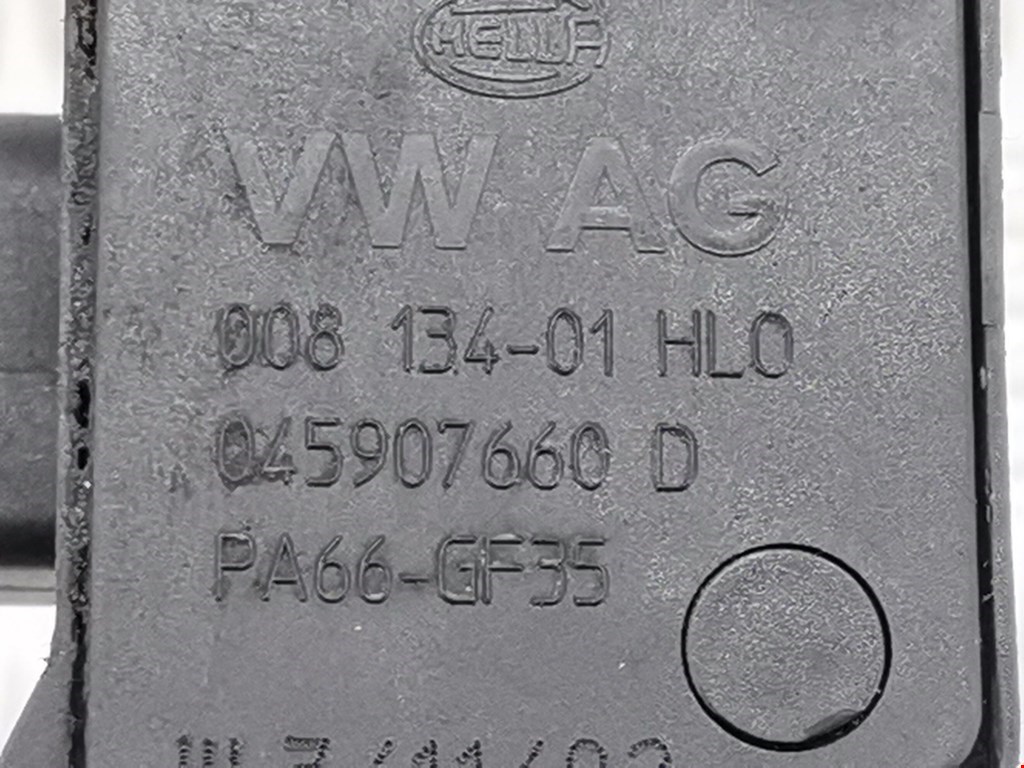 HELLA
VW AG
008 134-01 HLO
045907660 D
PA66-GF35